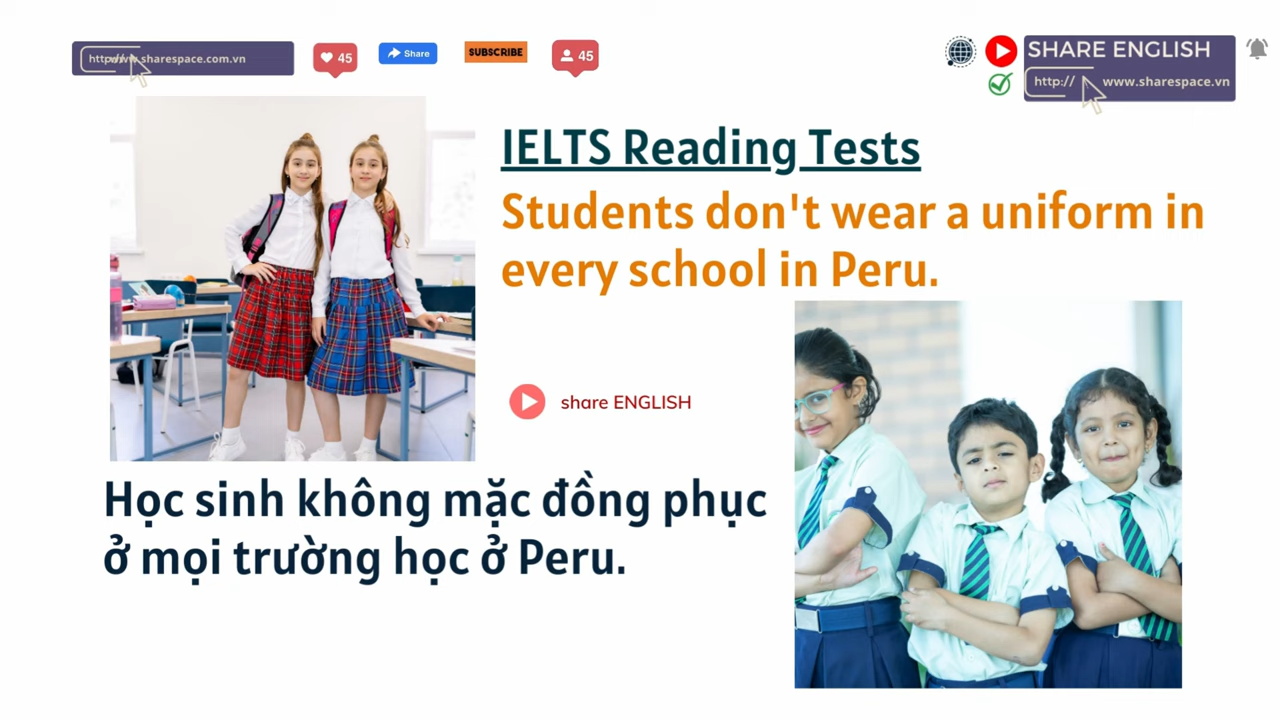 http://www.sharespace.com.vn
45
Share
SUBSCRIBE
45
SHARE ENGLISH
http:// www.sharespace.vn
IELTS Reading Tests
Students don't wear a uniform in
every school in Peru.
share ENGLISH
Học sinh không mặc đồng phục
ở mọi trường học ở Peru.